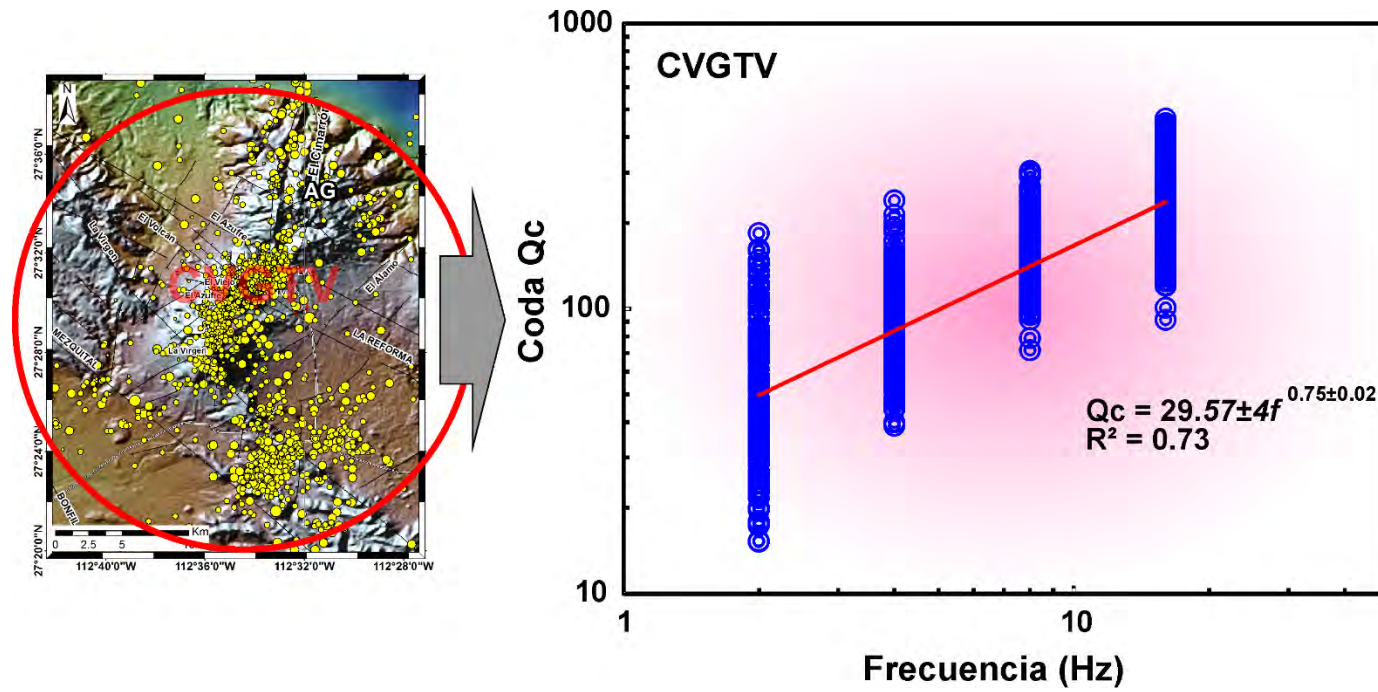 N
27°36'0"N
27°32'0"N
27°28'0"N
27°24'0"N
27°20'0"N
El Cimarrón
AG
El Azufre
El Volcán
La Virgen
CVGTV
El Viejo
El Azufre
El Alamo
LA REFORMA
La Virgen
MEZQUITAL
BONFIL
Km
0 2.5 5
112°40'0"W 112°36'0"W 112°32'0"W 112°28'0"W
CVGTV
Coda Qc
1000
100
10
1 10
Frecuencia (Hz)
Qc = 29.57±4f 0.75±0.02
R² = 0.73